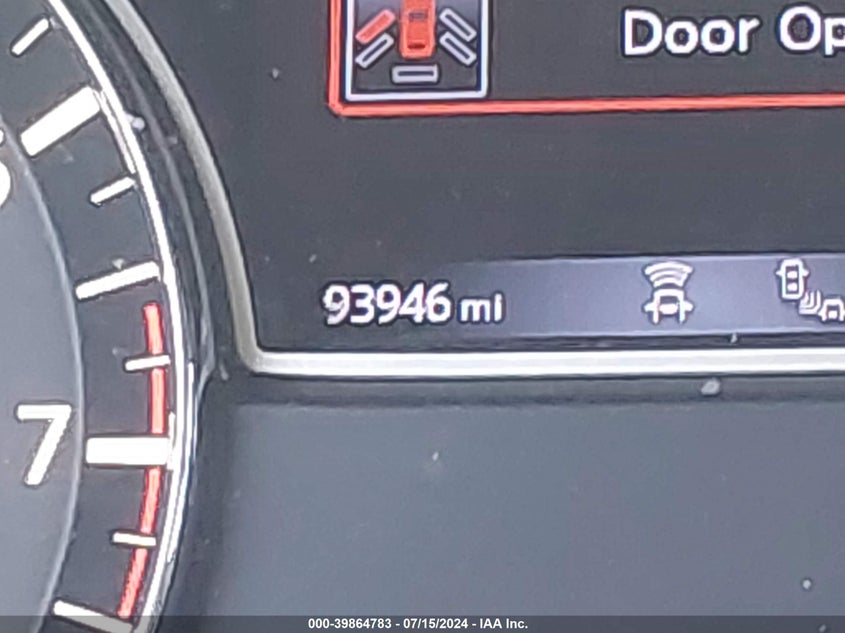 Door Op
93946 mi
7
000-39864783 - 07/15/2024 - IAA Inc.